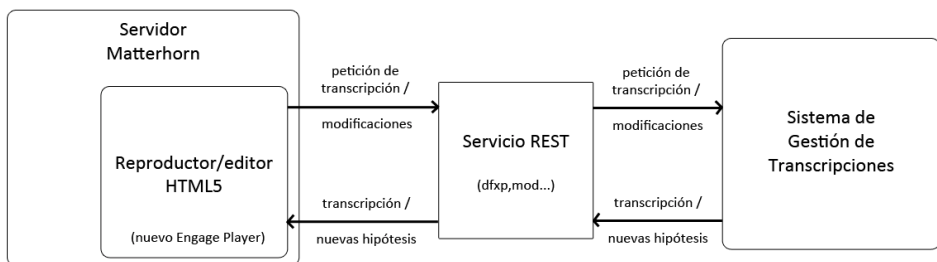 Servidor
Matterhorn
Reproductor/editor
HTML5
(nuevo Engage Player)
petición de
transcripción /
modificaciones
transcripción /
nuevas hipótesis
Servicio REST
(dfxp,mod...)
petición de
transcripción /
modificaciones
transcripción /
nuevas hipótesis
Sistema de
Gestión de
Transcripciones